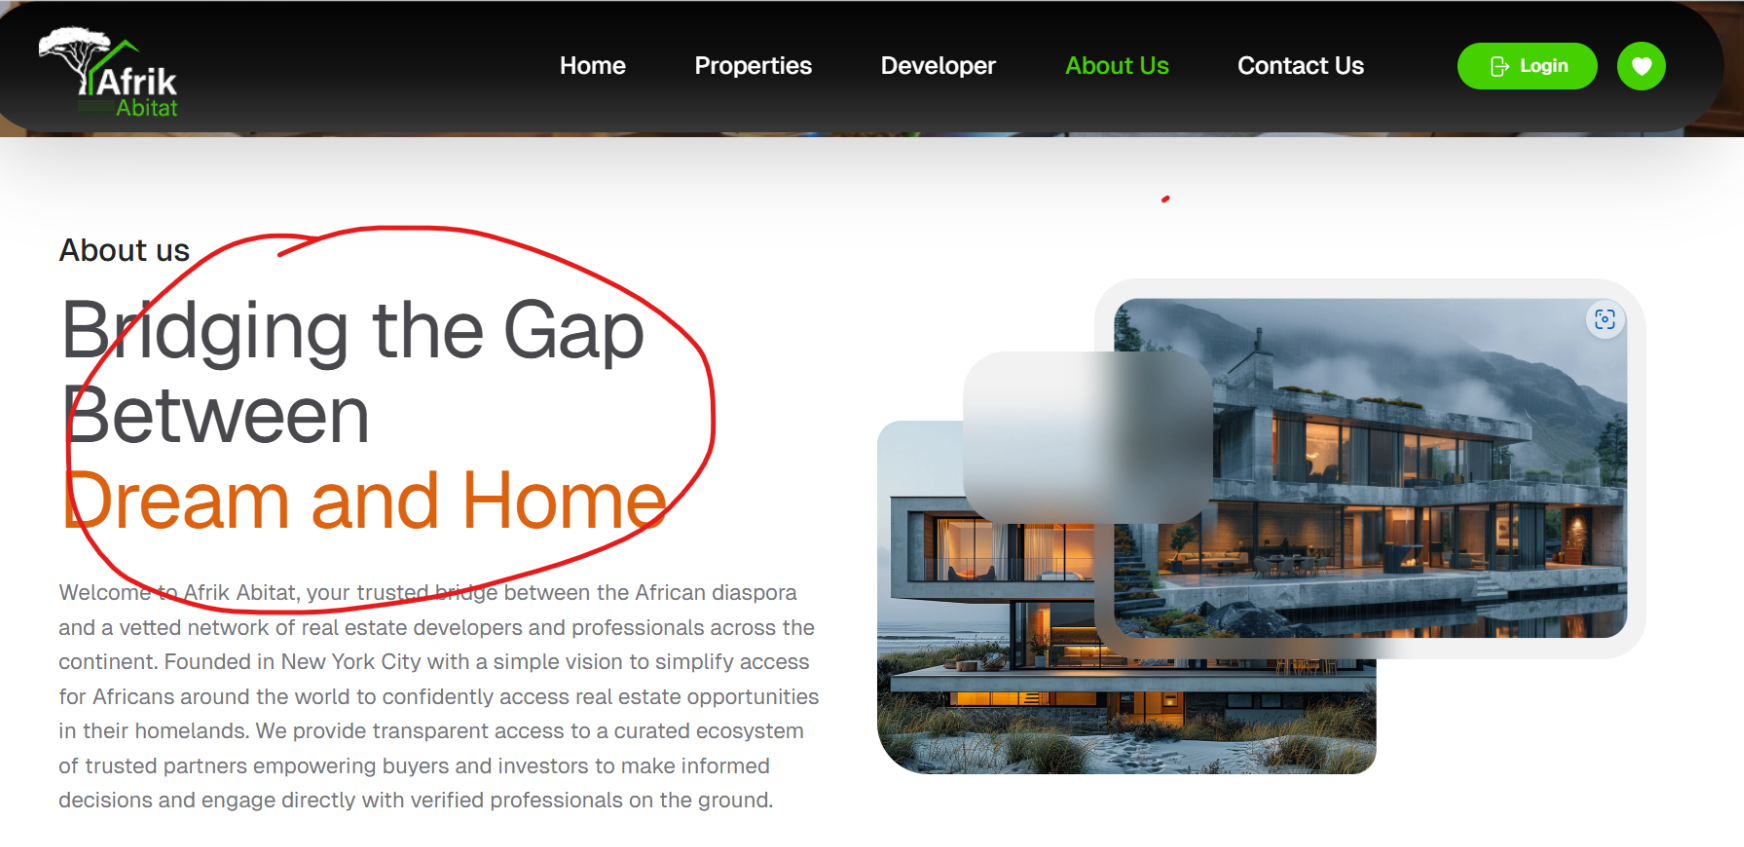 Afrik
Abitat
Home
Properties
Developer
About Us
Contact Us
Login
About us
Bridging the Gap
Between
Dream and Home
Welcome to Afrik Abitat, your trusted bridge between the African diaspora
and a vetted network of real estate developers and professionals across the
continent. Founded in New York City with a simple vision to simplify access
for Africans around the world to confidently access real estate opportunities
in their homelands. We provide transparent access to a curated ecosystem
of trusted partners empowering buyers and investors to make informed
decisions and engage directly with verified professionals on the ground.